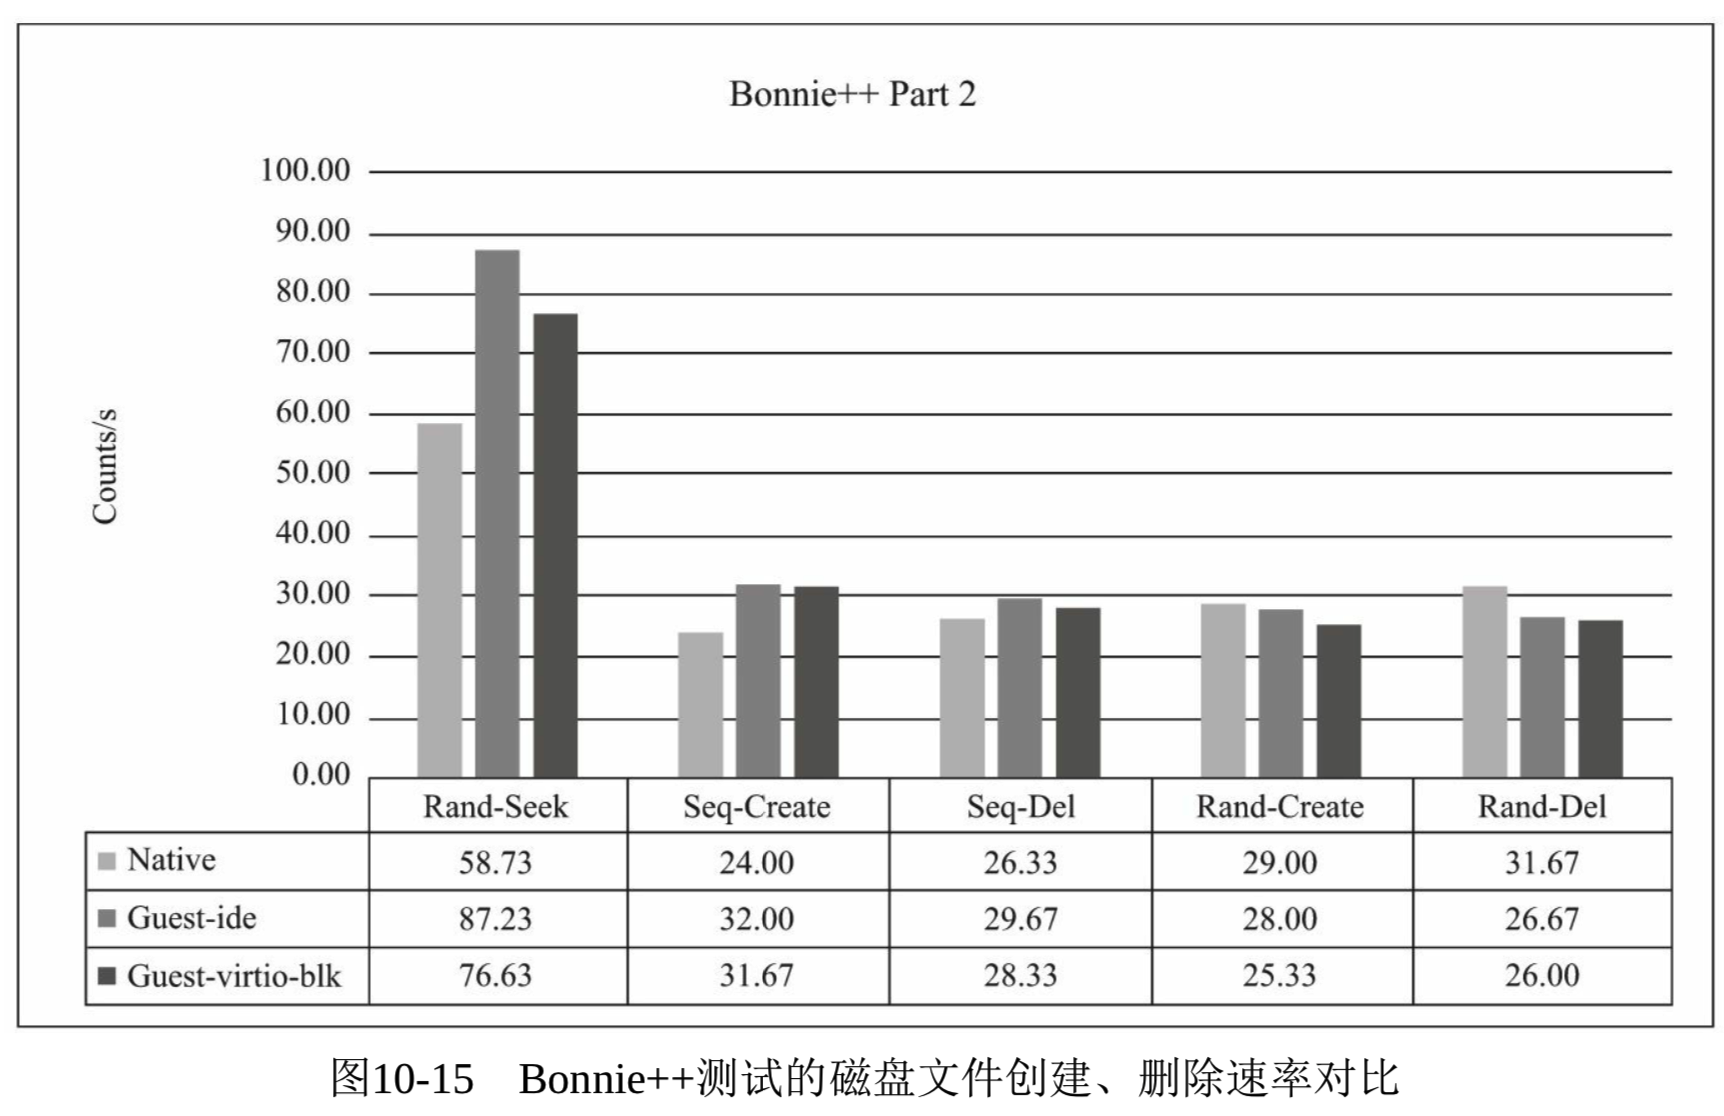 Bonnie++ Part 2
100.00
90.00
80.00
70.00
60.00
50.00
40.00
30.00
20.00
10.00
0.00
Counts/s
Rand-Seek Seq-Create Seq-Del Rand-Create Rand-Del
Native 58.73 24.00 26.33 29.00 31.67
Guest-ide 87.23 32.00 29.67 28.00 26.67
Guest-virtio-blk 76.63 31.67 28.33 25.33 26.00
图10-15 Bonnie++测试的磁盘文件创建、删除速率对比